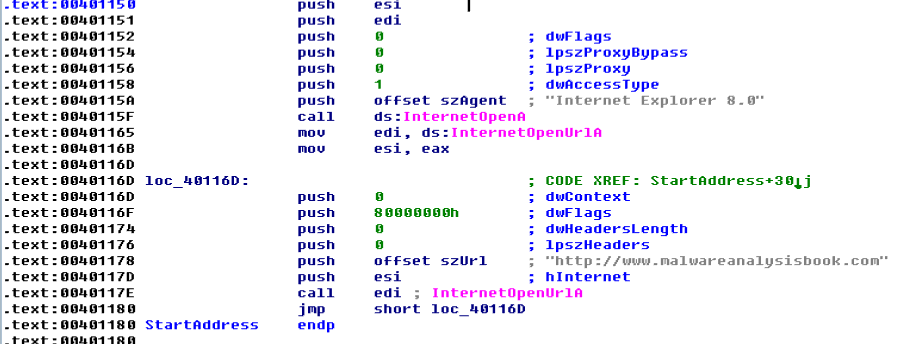 .text:00401150 push esi
.text:00401151 push edi
.text:00401152 push 0 ; dwFlags
.text:00401154 push 0 ; lpszProxyBypass
.text:00401156 push 0 ; lpszProxy
.text:00401158 push 1 ; dwAccessType
.text:0040115A push offset szAgent ; "Internet Explorer 8.0"
.text:0040115F call ds:InternetOpenA
.text:00401165 mov edi, ds:InternetOpenUrlA
.text:0040116B mov esi, eax
.text:0040116D
.text:0040116D loc_40116D: ; CODE XREF: StartAddress+30↓j
.text:0040116D push 0 ; dwContext
.text:0040116F push 80000000h ; dwFlags
.text:00401174 push 0 ; dwHeadersLength
.text:00401176 push 0 ; lpszHeaders
.text:00401178 push offset szUrl ; "http://www.malwareanalysisbook.com"
.text:0040117D push esi ; hInternet
.text:0040117E call edi ; InternetOpenUrlA
.text:00401180 jmp short loc_40116D
.text:00401180 StartAddress endp
.text:00401180